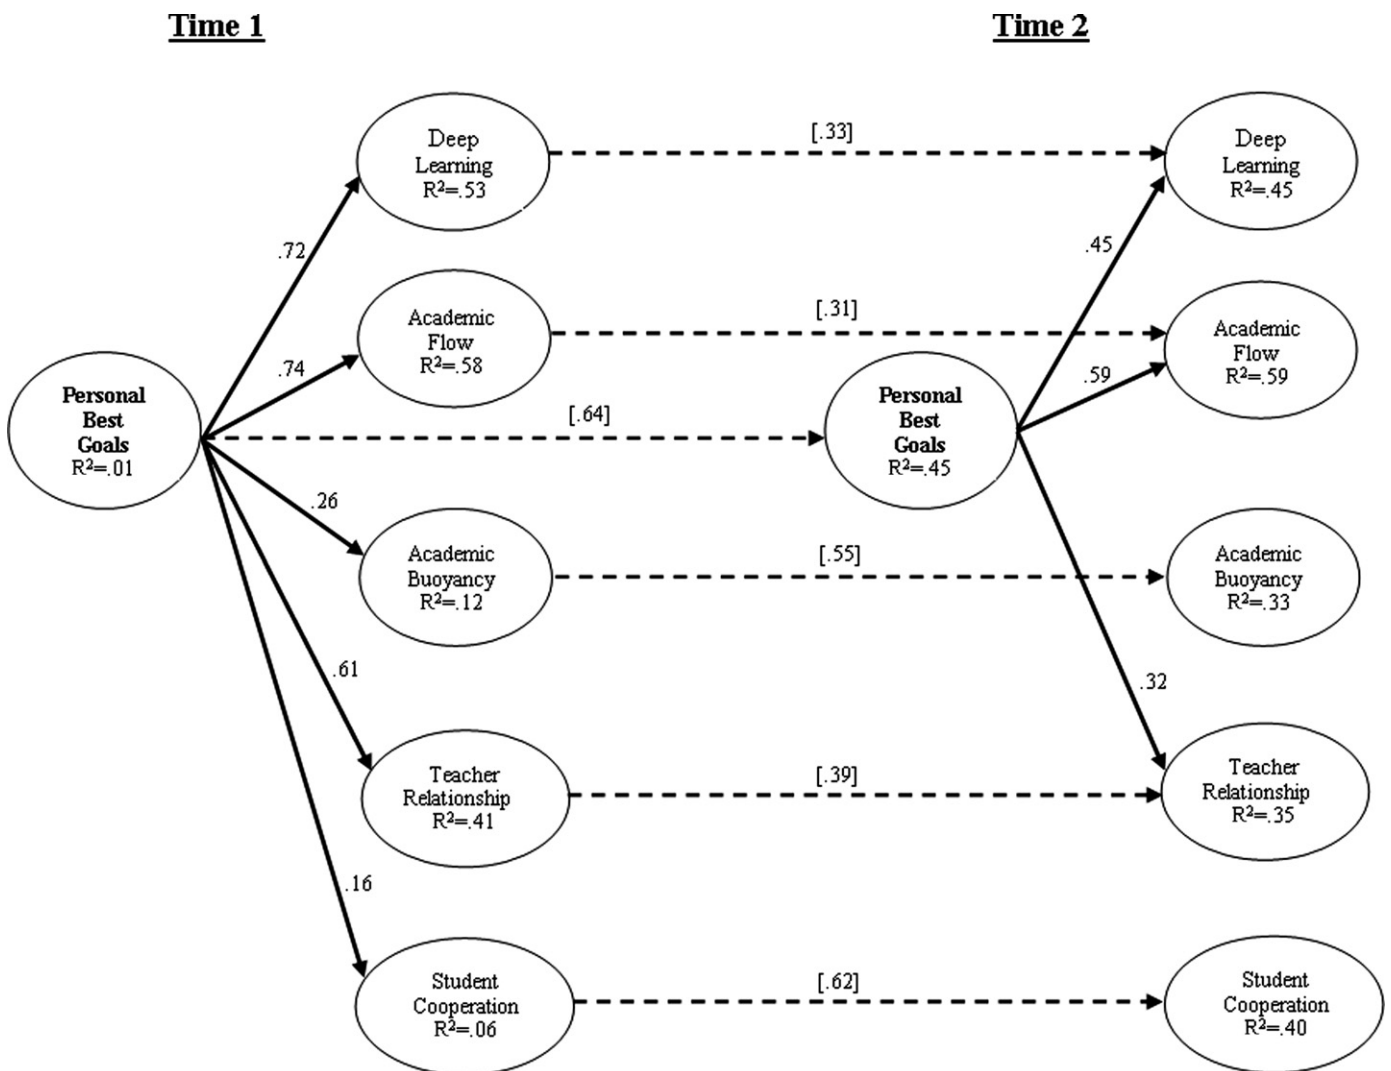 Time 1
Time 2
Deep
Learning
R²=.53
[.33]
Deep
Learning
R²=.45
.72
.45
Academic
Flow
R²=.58
[.31]
Academic
Flow
R²=.59
.74
.59
Personal
Best
Goals
R²=.01
[.64]
Personal
Best
Goals
R²=.45
.26
Academic
Buoyancy
R²=.12
[.55]
Academic
Buoyancy
R²=.33
.61
.32
Teacher
Relationship
R²=.41
[.39]
Teacher
Relationship
R²=.35
.16
Student
Cooperation
R²=.06
[.62]
Student
Cooperation
R²=.40